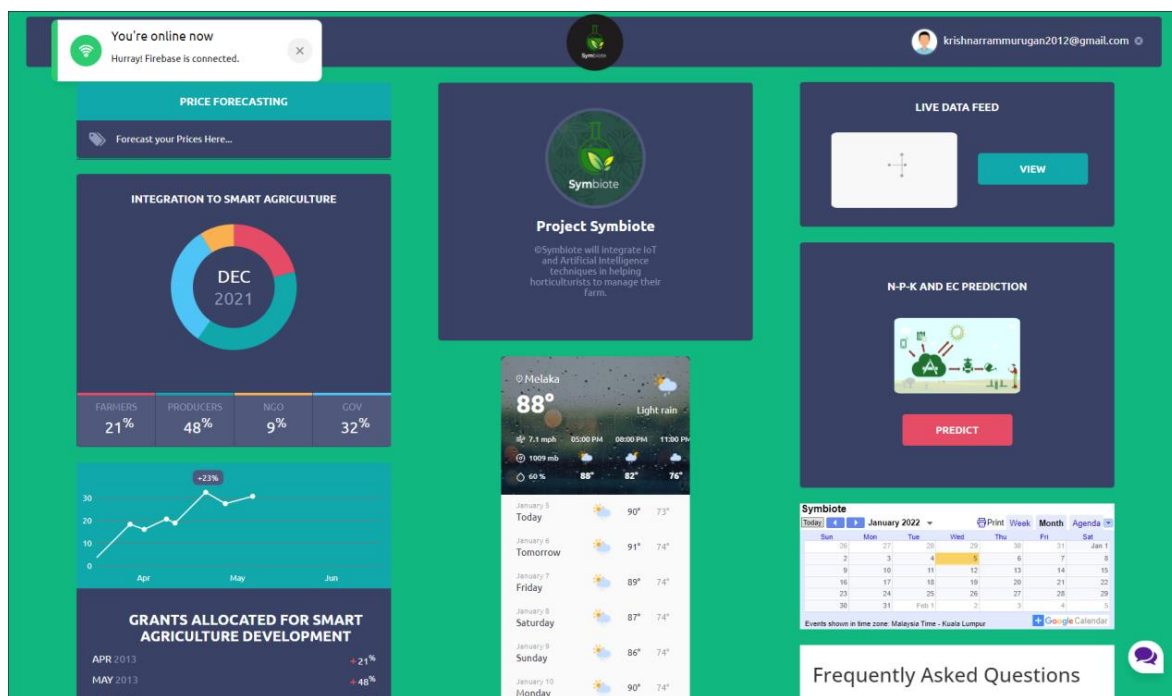 You're online now
Hurray! Firebase is connected.
Symbiote
krishnarrammurugan2012@gmail.com
PRICE FORECASTING
Forecast your Prices Here...
INTEGRATION TO SMART AGRICULTURE
DEC
2021
FARMERS PRODUCERS NGO GOV
21% 48% 9% 32%
+23%
30
20
10
0
Apr May Jun
GRANTS ALLOCATED FOR SMART
AGRICULTURE DEVELOPMENT
APR 2013 +21%
MAY 2013 +48%
Symbiote
Project Symbiote
©Symbiote will integrate IoT
and Artificial Intelligence
techniques in helping
horticulturists to manage their
farm.
Melaka
88°
Light rain
7.1 mph 05:00 PM 08:00 PM 11:00 PM
1009 mb
60 % 88° 82° 76°
January 5
Today 90° 73°
January 6
Tomorrow 91° 74°
January 7
Friday 89° 74°
January 8
Saturday 87° 74°
January 9
Sunday 86° 74°
January 10
Monday 90° 74°
LIVE DATA FEED
VIEW
N-P-K AND EC PREDICTION
PREDICT
Symbiote
Today January 2022 Print Week Month Agenda
Sun Mon Tue Wed Thu Fri Sat
26 27 28 29 30 31 Jan 1
2 3 4 5 6 7 8
9 10 11 12 13 14 15
16 17 18 19 20 21 22
23 24 25 26 27 28 29
30 31 Feb 1 2 3 4 5
Events shown in time zone: Malaysia Time - Kuala Lumpur
+ Google Calendar
Frequently Asked Questions